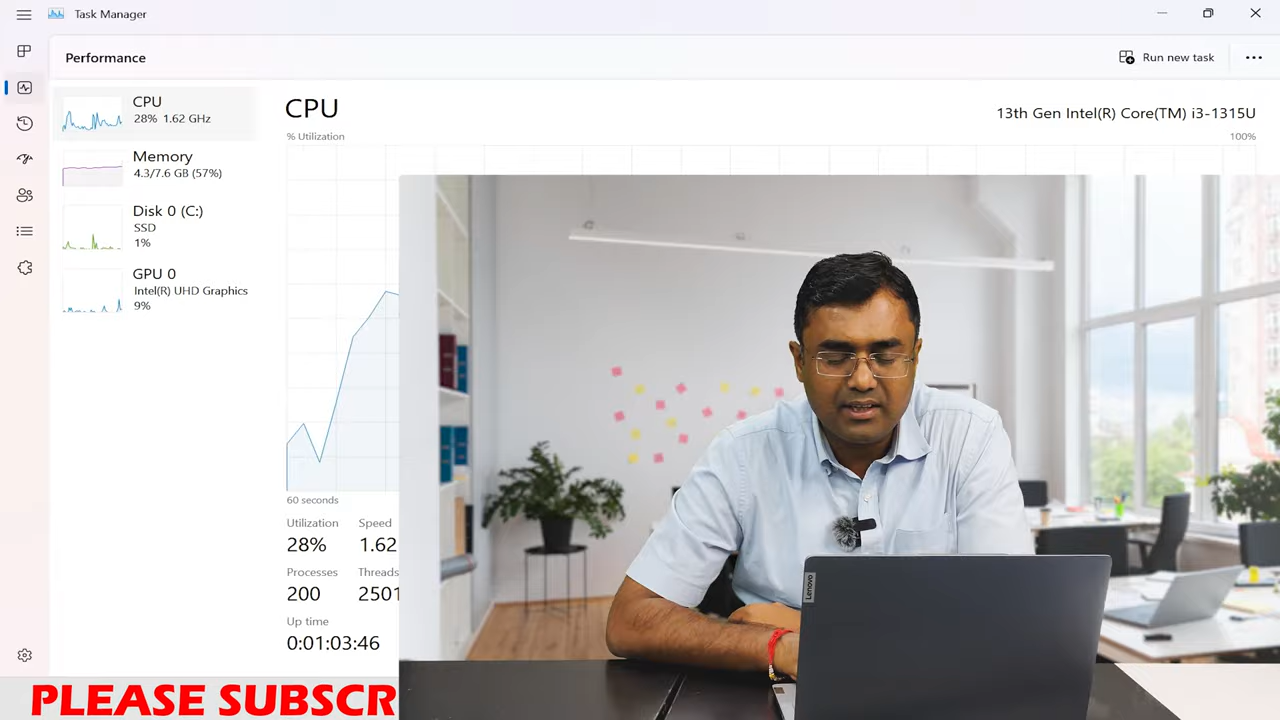 Task Manager
Performance
Run new task
CPU
28% 1.62 GHz
Memory
4.3/7.6 GB (57%)
Disk 0 (C:)
SSD
1%
GPU 0
Intel(R) UHD Graphics
9%
CPU
13th Gen Intel(R) Core(TM) i3-1315U
% Utilization
100%
60 seconds
Utilization
Speed
28%
1.62
Processes
Threads
200
2501
Up time
0:01:03:46
Lenovo
PLEASE SUBSCR